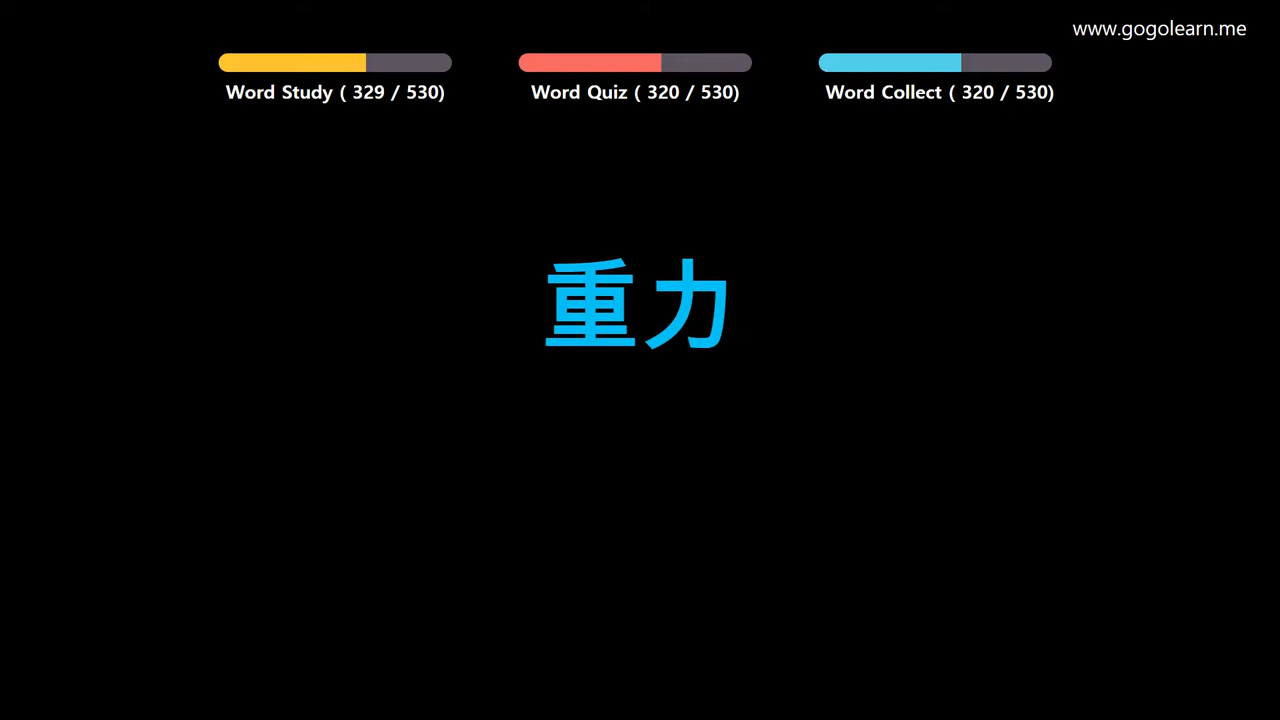 www.gogolearn.me
Word Study ( 329 / 530)
Word Quiz ( 320 / 530)
Word Collect ( 320 / 530)
重力